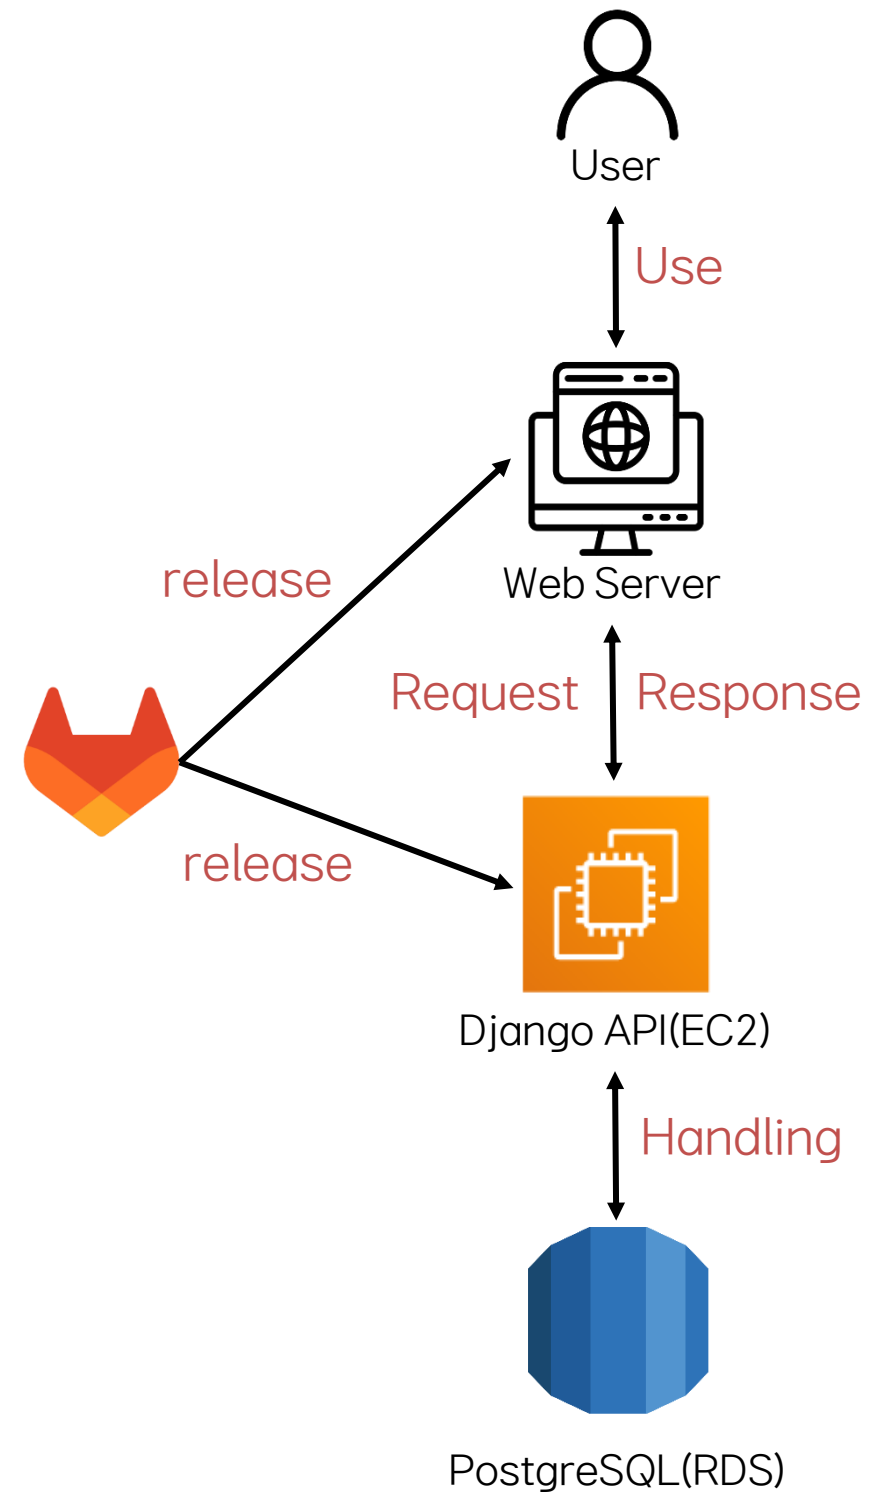 User
Use
release
Web Server
Request
Response
release
Django API(EC2)
Handling
PostgreSQL(RDS)